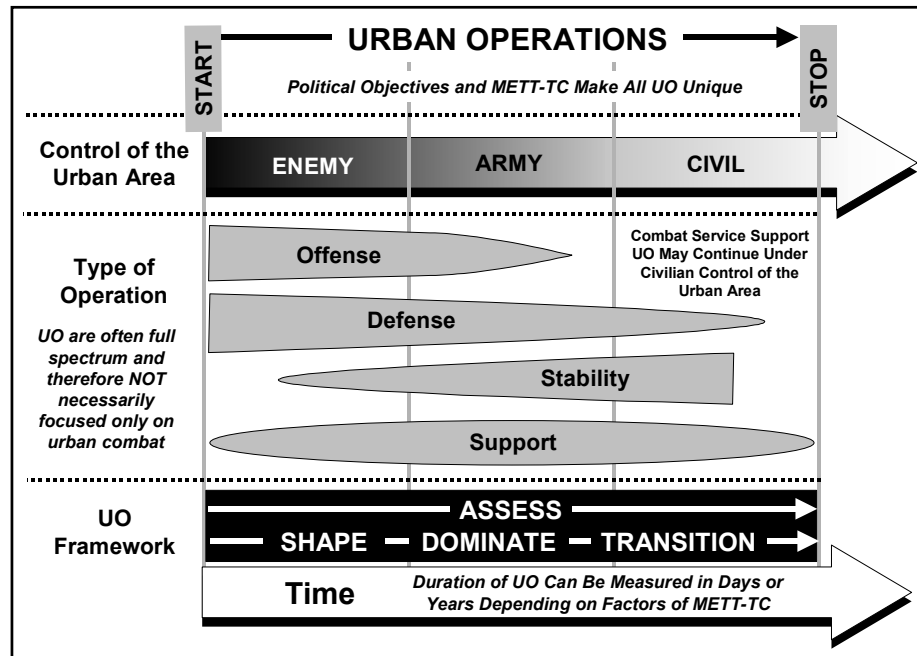 URBAN OPERATIONS
START
STOP
Political Objectives and METT-TC Make All UO Unique
Control of the
Urban Area
ENEMY
ARMY
CIVIL
Type of
Operation
UO are often full
spectrum and
therefore NOT
necessarily
focused only on
urban combat
Offense
Combat Service Support
UO May Continue Under
Civilian Control of the
Urban Area
Defense
Stability
Support
UO
Framework
ASSESS
SHAPE
DOMINATE
TRANSITION
Time
Duration of UO Can Be Measured in Days or
Years Depending on Factors of METT-TC